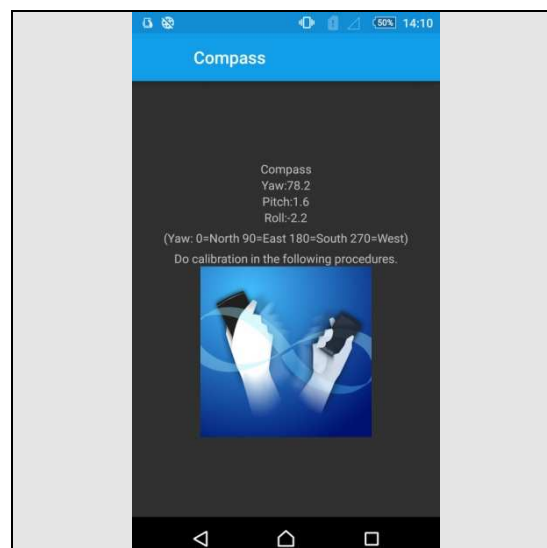 50% 14:10
Compass
Compass
Yaw:78.2
Pitch:1.6
Roll:-2.2
(Yaw: 0=North 90=East 180=South 270=West)
Do calibration in the following procedures.